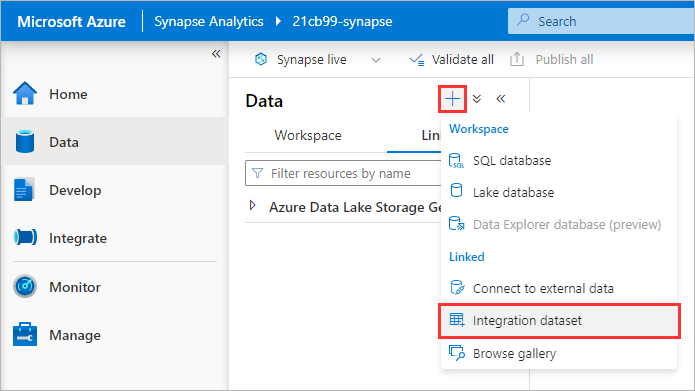 Microsoft Azure Synapse Analytics 21cb99-synapse Search
Synapse live Validate all Publish all
Home
Data
Develop
Integrate
Monitor
Manage
Data
Workspace Lin
Filter resources by name
Azure Data Lake Storage Ge
Workspace
SQL database
Lake database
Data Explorer database (preview)
Linked
Connect to external data
Integration dataset
Browse gallery